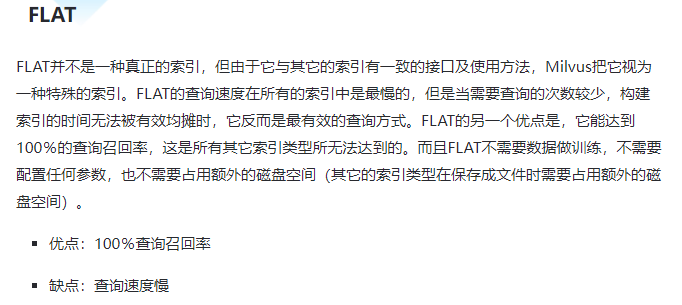 FLAT
FLAT并不是一种真正的索引，但由于它与其它的索引有一致的接口及使用方法，Milvus把它视为
一种特殊的索引。FLAT的查询速度在所有的索引中是最慢的，但是当需要查询的次数较少，构建
索引的时间无法被有效均摊时，它反而是最有效的查询方式。FLAT的另一个优点是，它能达到
100%的查询召回率，这是所有其它索引类型所无法达到的。而且FLAT不需要数据做训练，不需要
配置任何参数，也不需要占用额外的磁盘空间（其它的索引类型在保存成文件时需要占用额外的磁
盘空间）。
▪ 优点：100%查询召回率
▪ 缺点：查询速度慢